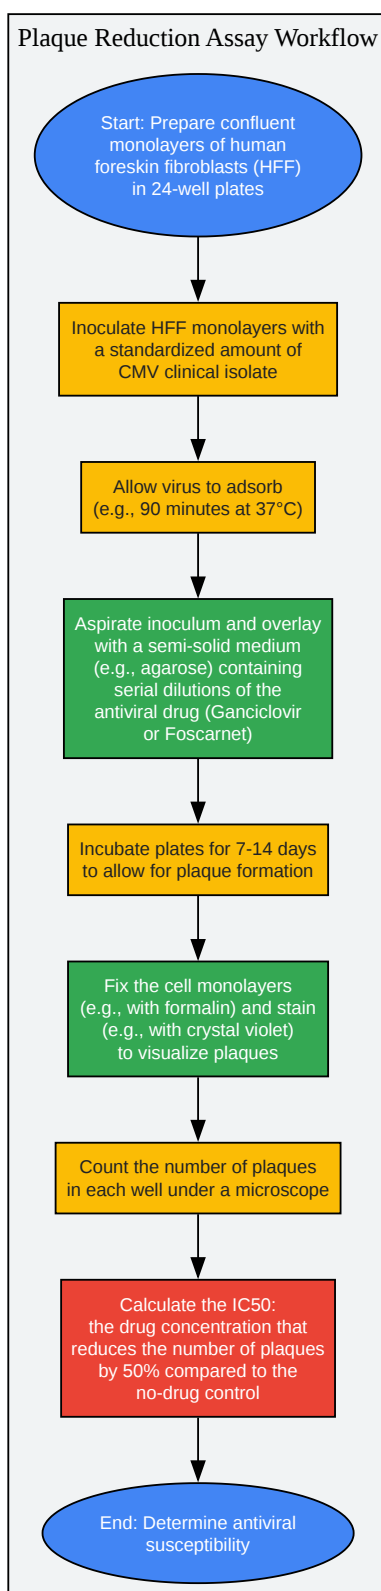 Plaque Reduction Assay Workflow
Start: Prepare confluent
monolayers of human
foreskin fibroblasts (HFF)
in 24-well plates
Inoculate HFF monolayers with
a standardized amount of
CMV clinical isolate
Allow virus to adsorb
(e.g., 90 minutes at 37°C)
Aspirate inoculum and overlay
with a semi-solid medium
(e.g., agarose) containing
serial dilutions of the
antiviral drug (Ganciclovir
or Foscarnet)
Incubate plates for 7-14 days
to allow for plaque formation
Fix the cell monolayers
(e.g., with formalin) and stain
(e.g., with crystal violet)
to visualize plaques
Count the number of plaques
in each well under a microscope
Calculate the IC50:
the drug concentration that
reduces the number of plaques
by 50% compared to the
no-drug control
End: Determine antiviral
susceptibility